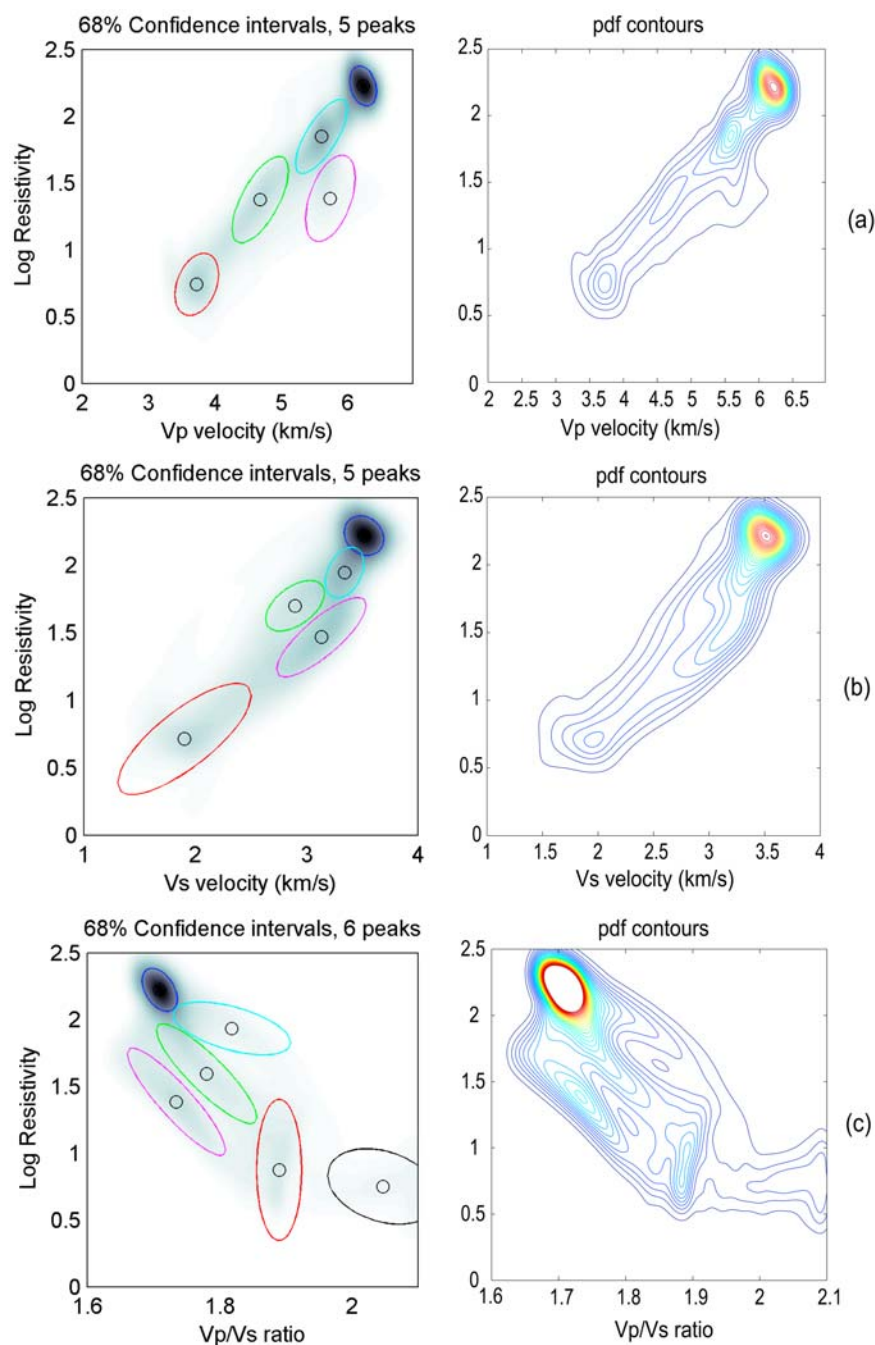 68% Confidence intervals, 5 peaks
pdf contours
2.5
2
1.5
1
0.5
0
Log Resistivity
2 3 4 5 6
Vp velocity (km/s)
2.5
2
1.5
1
0.5
0
2 2.5 3 3.5 4 4.5 5 5.5 6 6.5
Vp velocity (km/s)
(a)
68% Confidence intervals, 5 peaks
pdf contours
2.5
2
1.5
1
0.5
0
Log Resistivity
1 2 3 4
Vs velocity (km/s)
2.5
2
1.5
1
0.5
0
1 1.5 2 2.5 3 3.5 4
Vs velocity (km/s)
(b)
68% Confidence intervals, 6 peaks
pdf contours
2.5
2
1.5
1
0.5
0
Log Resistivity
1.6 1.8 2
Vp/Vs ratio
2.5
2
1.5
1
0.5
0
1.6 1.7 1.8 1.9 2 2.1
Vp/Vs ratio
(c)